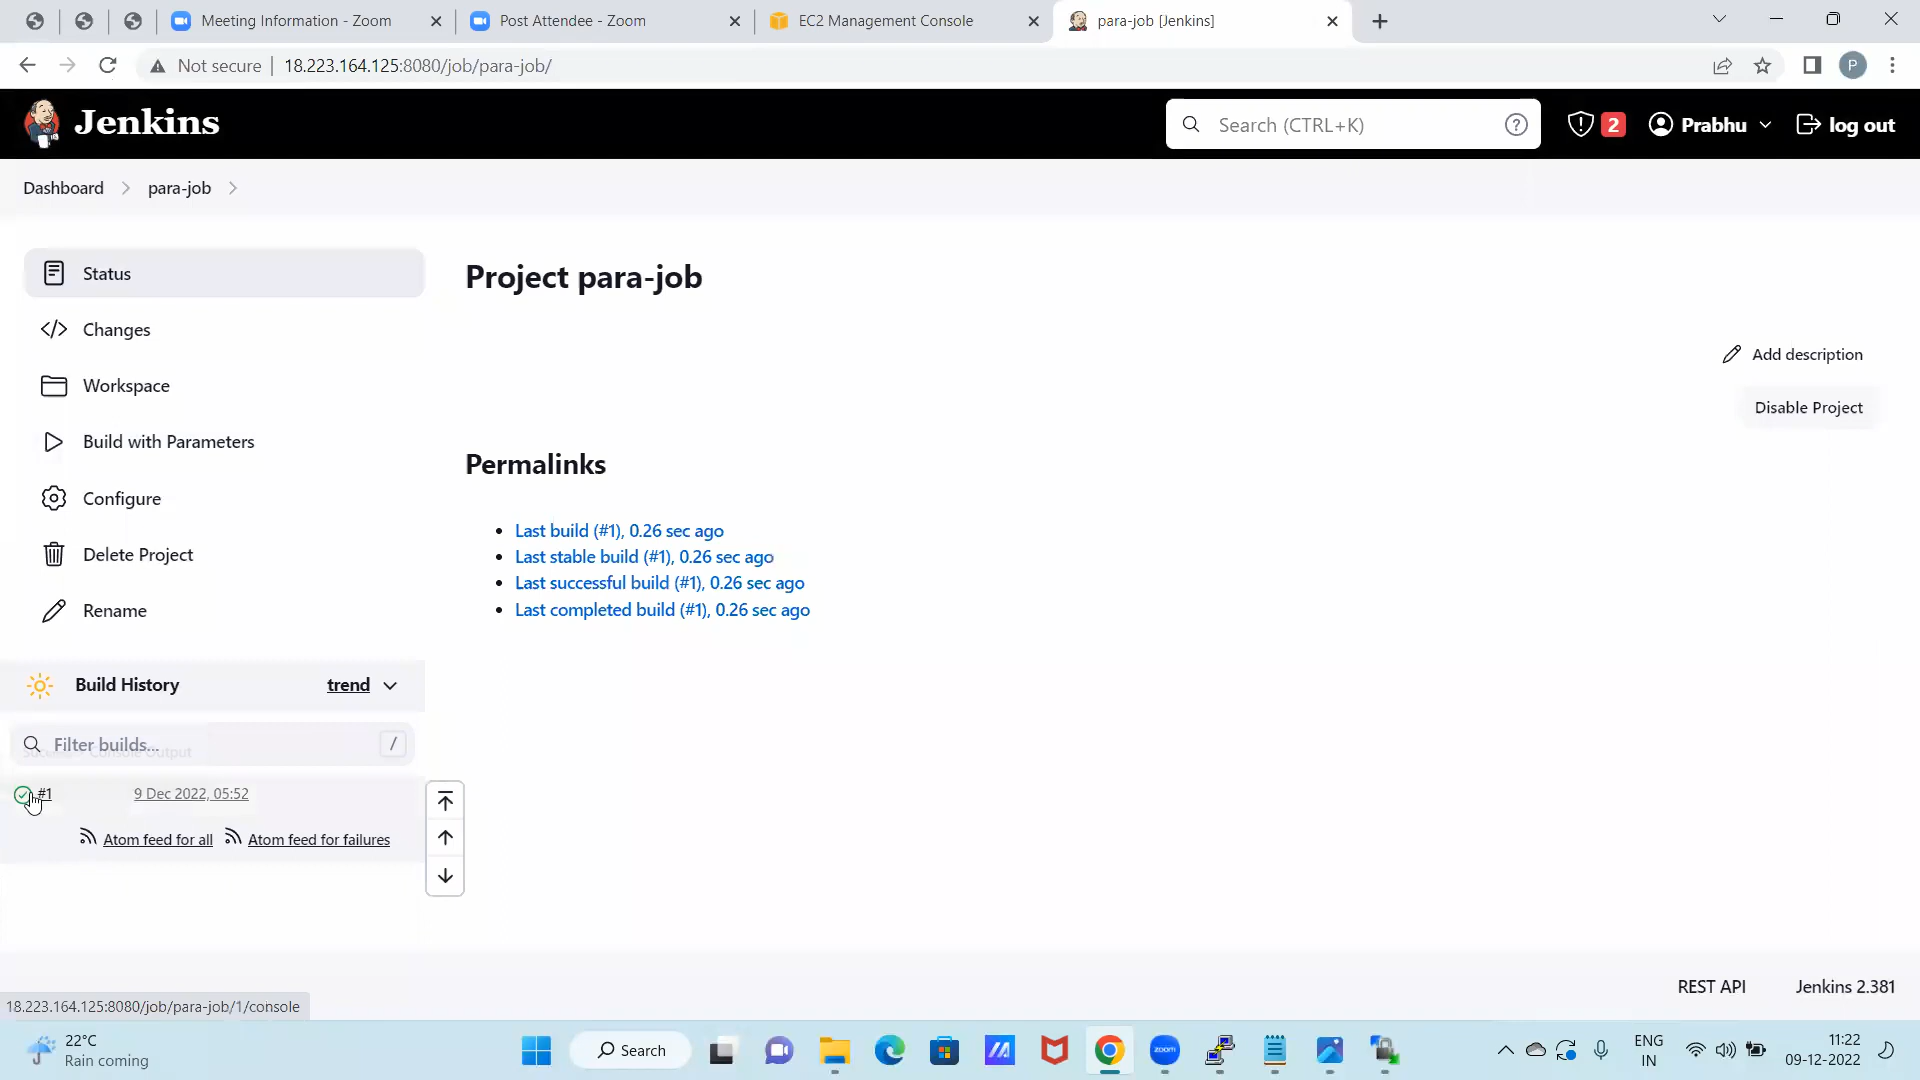 Meeting Information - Zoom
Post Attendee - Zoom
EC2 Management Console
para-job [Jenkins]
Not secure
18.223.164.125:8080/job/para-job/
P
Jenkins
Search (CTRL+K)
2
Prabhu
log out
Dashboard
para-job
Status
Changes
Workspace
Build with Parameters
Configure
Delete Project
Rename
Project para-job
Add description
Disable Project
Permalinks
Last build (#1), 0.26 sec ago
Last stable build (#1), 0.26 sec ago
Last successful build (#1), 0.26 sec ago
Last completed build (#1), 0.26 sec ago
Build History
trend
Filter builds...
/
Console Output
#1
9 Dec 2022, 05:52
Atom feed for all
Atom feed for failures
REST API
Jenkins 2.381
18.223.164.125:8080/job/para-job/1/console
22°C
Rain coming
Search
zoom
ENG
IN
11:22
09-12-2022